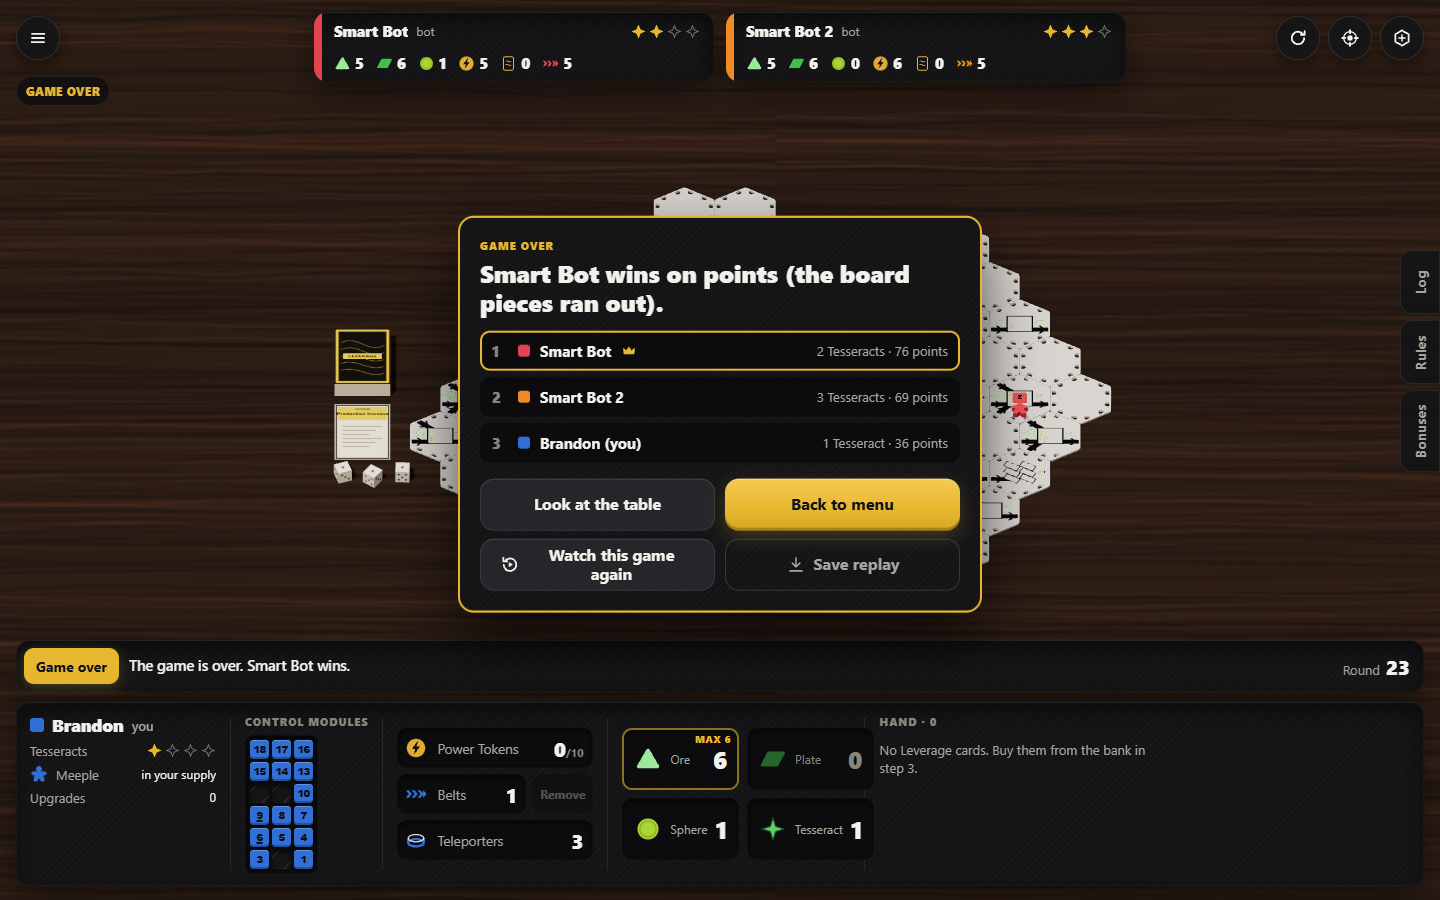 Smart Bot bot
5 6 1 5 0 5
Smart Bot 2 bot
5 6 0 6 0 5
GAME OVER
GAME OVER
Smart Bot wins on points (the board
pieces ran out).
1 Smart Bot 2 Tesseracts · 76 points
2 Smart Bot 2 3 Tesseracts · 69 points
3 Brandon (you) 1 Tesseract · 36 points
Look at the table
Back to menu
Watch this game
again
Save replay
Log
Rules
Bonuses
Game over The game is over. Smart Bot wins. Round 23
Brandon you
Tesseracts
Meeple in your supply
Upgrades 0
CONTROL MODULES
18 17 16
15 14 13
10
9 8 7
6 5 4
3 1
Power Tokens 0/10
Belts 1 Remove
Teleporters 3
MAX 6
Ore 6
Plate 0
Sphere 1
Tesseract 1
HAND · 0
No Leverage cards. Buy them from the bank in
step 3.